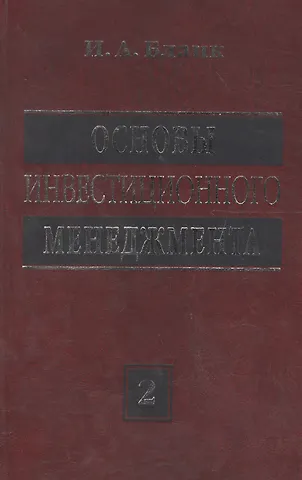 И. А. Бланк
ОСНОВЫ
ИНВЕСТИЦИОННОГО
МЕНЕДЖМЕНТА
2